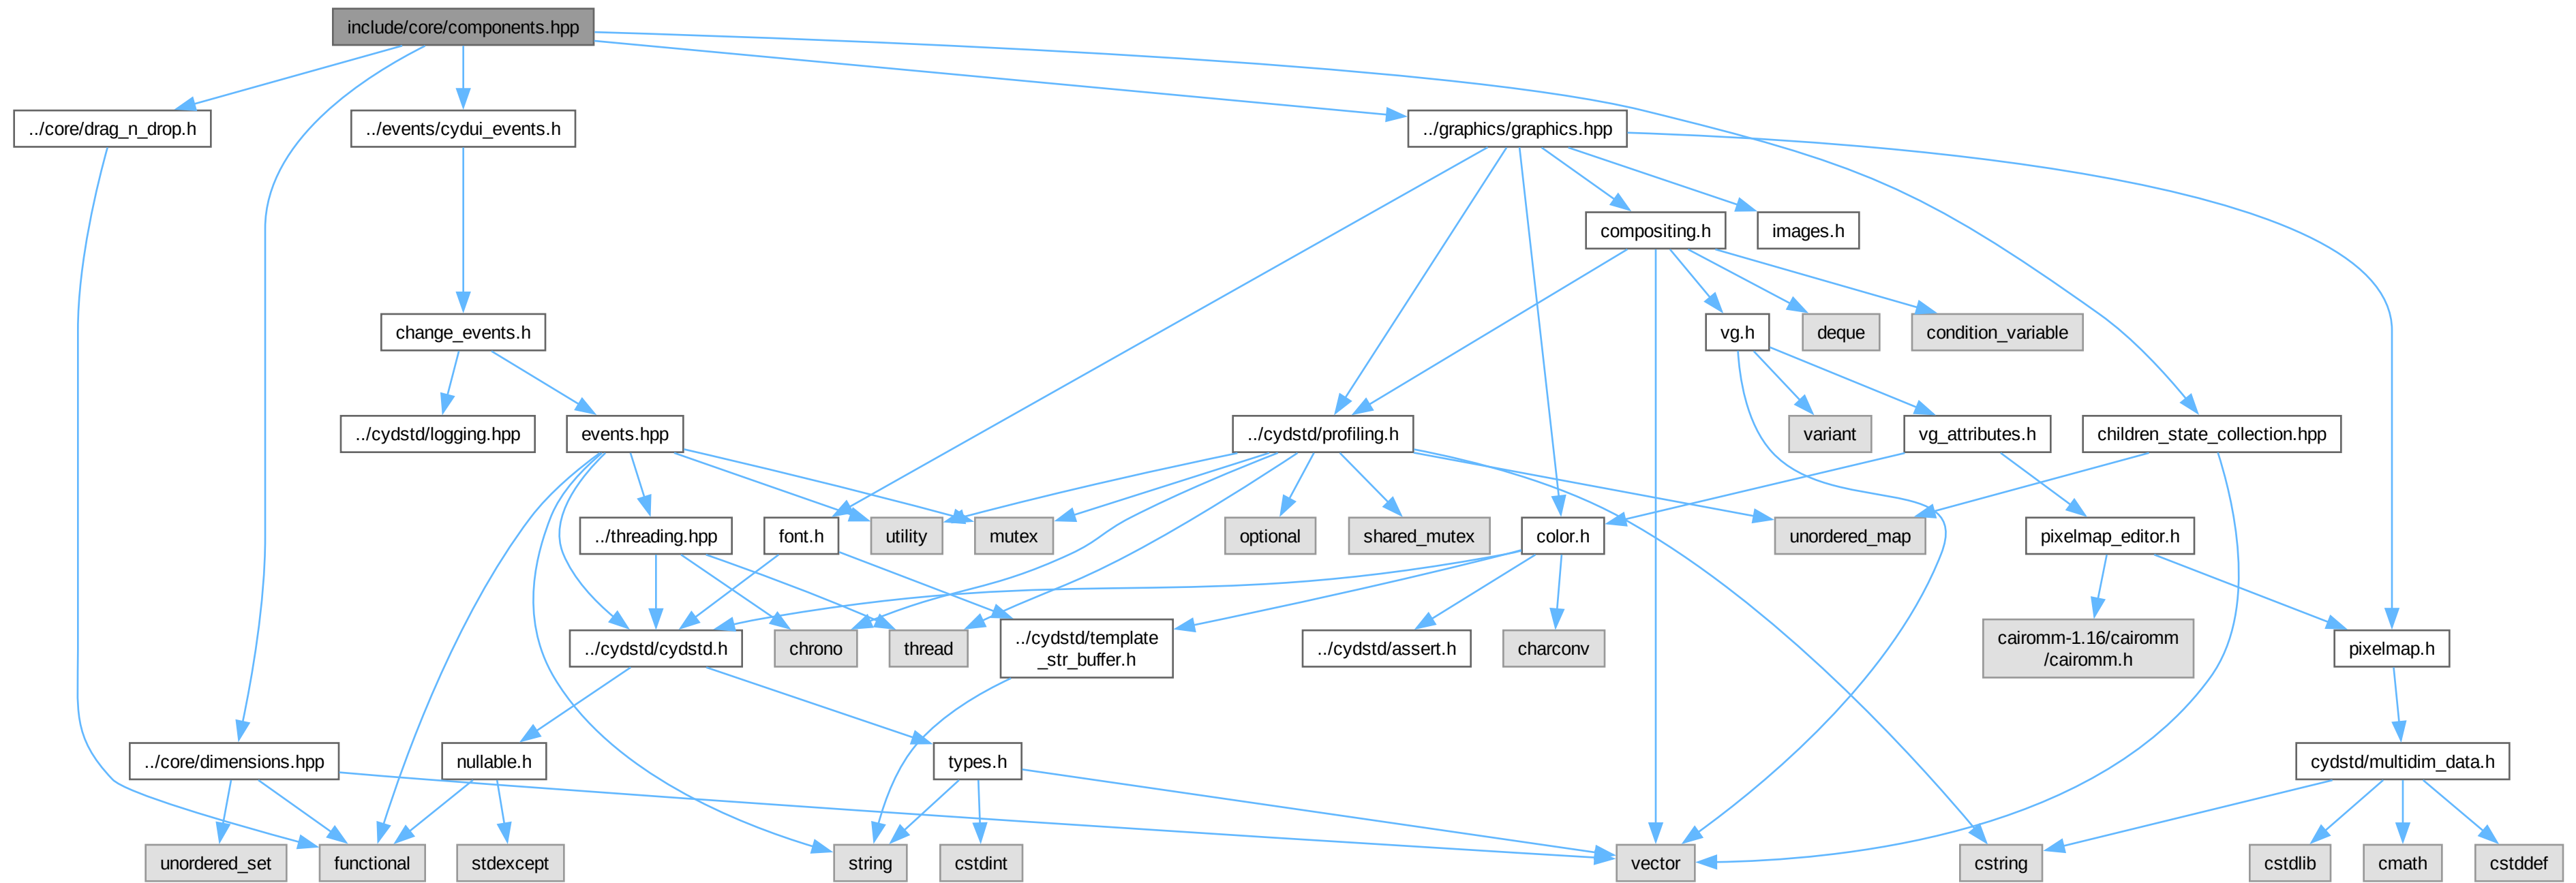 include/core/components.hpp
../core/drag_n_drop.h
../events/cydui_events.h
../graphics/graphics.hpp
compositing.h
images.h
change_events.h
vg.h
deque
condition_variable
../cydstd/logging.hpp
events.hpp
../cydstd/profiling.h
variant
vg_attributes.h
children_state_collection.hpp
../threading.hpp
font.h
utility
mutex
optional
shared_mutex
color.h
unordered_map
pixelmap_editor.h
../cydstd/cydstd.h
chrono
thread
../cydstd/template
_str_buffer.h
../cydstd/assert.h
charconv
cairomm-1.16/cairomm
/cairomm.h
pixelmap.h
../core/dimensions.hpp
nullable.h
types.h
cydstd/multidim_data.h
unordered_set
functional
stdexcept
string
cstdint
vector
cstring
cstdlib
cmath
cstddef